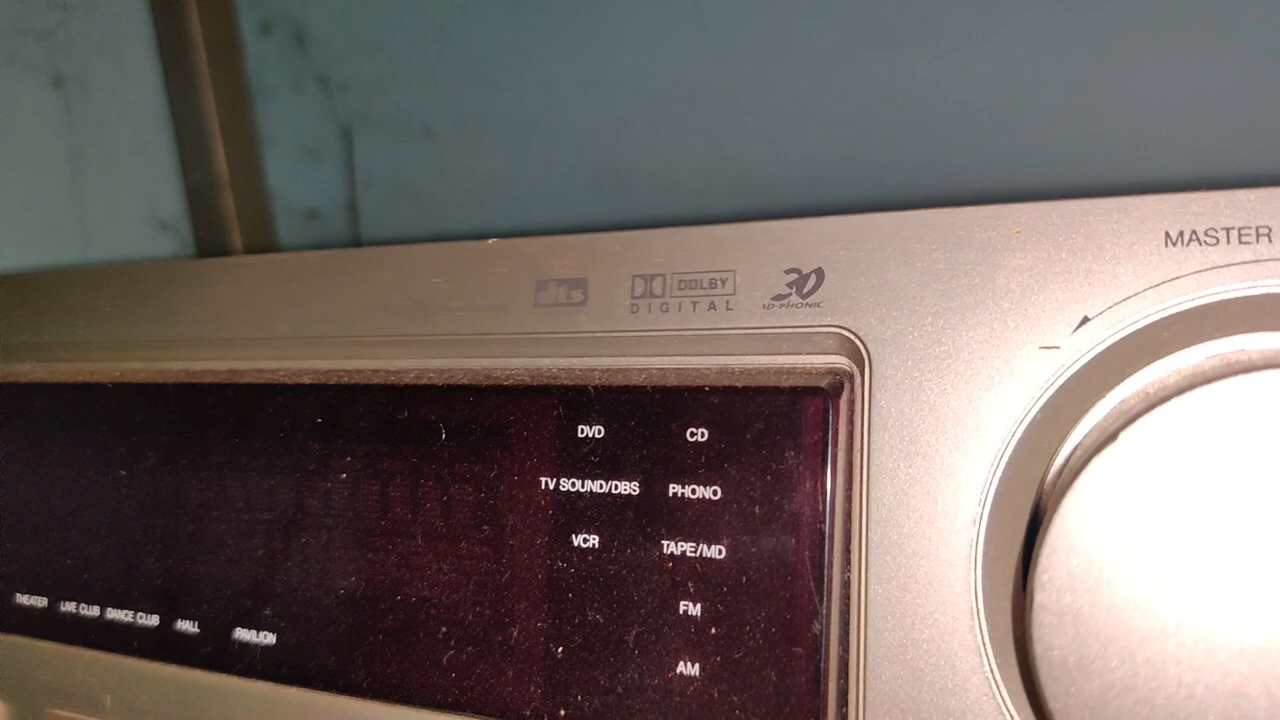 MASTER
dts
DOLBY
DIGITAL
3D-PHONIC
DVD CD
TV SOUND/DBS PHONO
VCR TAPE/MD
FM
THEATER LIVE CLUB DANCE CLUB HALL PAVILION
AM